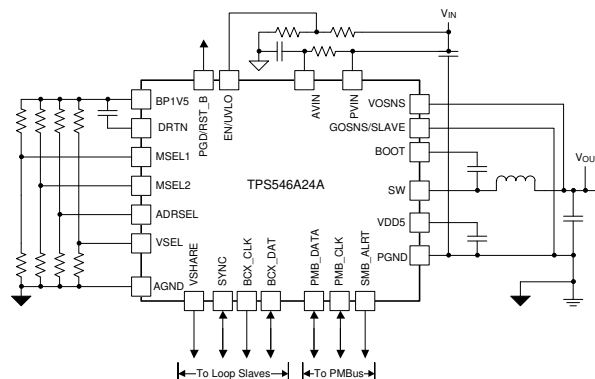 VIN
BP1V5
DRTN
MSEL1
MSEL2
ADRSEL
VSEL
AGND
PGD/RST_B
EN/UVLO
AVIN
PVIN
VOSNS
GOSNS/SLAVE
BOOT
SW
VDD5
PGND
TPS546A24A
VSHARE
SYNC
BCX_CLK
BCX_DAT
PMB_DATA
PMB_CLK
SMB_ALRT
VOU
To Loop Slaves
To PMBus